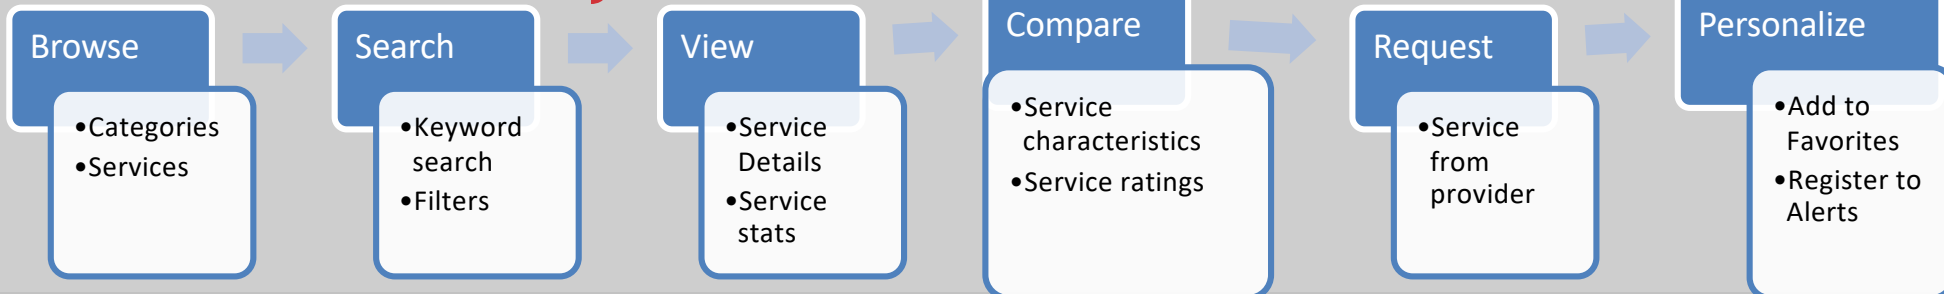 Browse
•Categories
•Services
Search
•Keyword
search
•Filters
View
•Service
Details
•Service
stats
Compare
•Service
characteristics
•Service ratings
Request
•Service
from
provider
Personalize
•Add to
Favorites
•Register to
Alerts